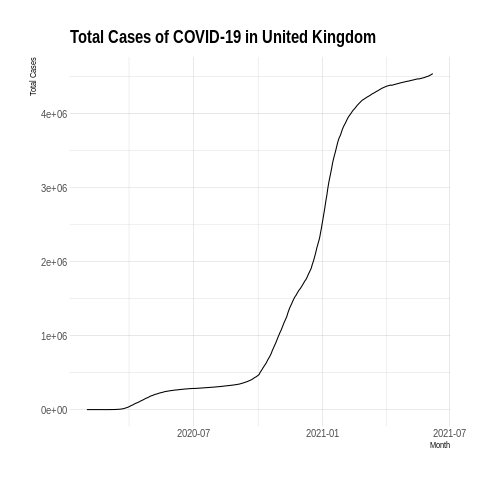 Total Cases of COVID-19 in United Kingdom
Total Cases
4e+06
3e+06
2e+06
1e+06
0e+00
2020-07 2021-01 2021-07
Month